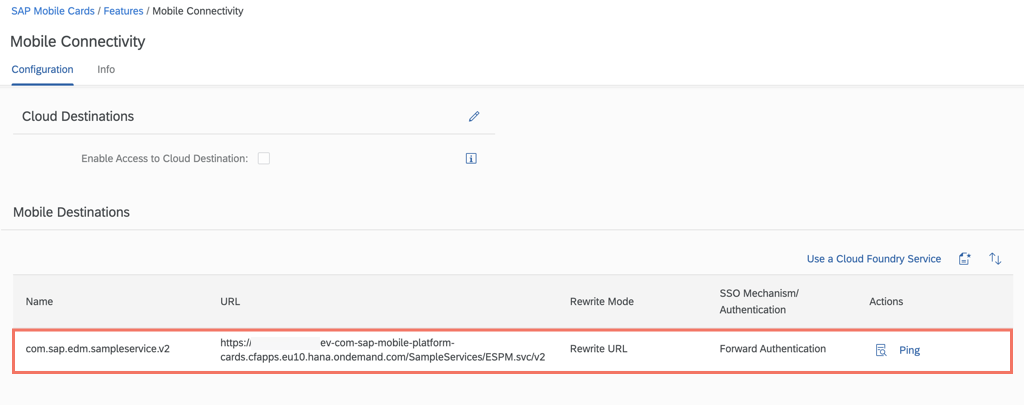 SAP Mobile Cards / Features / Mobile Connectivity
Mobile Connectivity
Configuration Info
Cloud Destinations
Enable Access to Cloud Destination:
Mobile Destinations
Use a Cloud Foundry Service
Name URL Rewrite Mode SSO Mechanism/ Authentication Actions
com.sap.edm.sampleservice.v2 https:/ ev-com-sap-mobile-platform-
cards.cfapps.eu10.hana.ondemand.com/SampleServices/ESPM.svc/v2 Rewrite URL Forward Authentication Ping